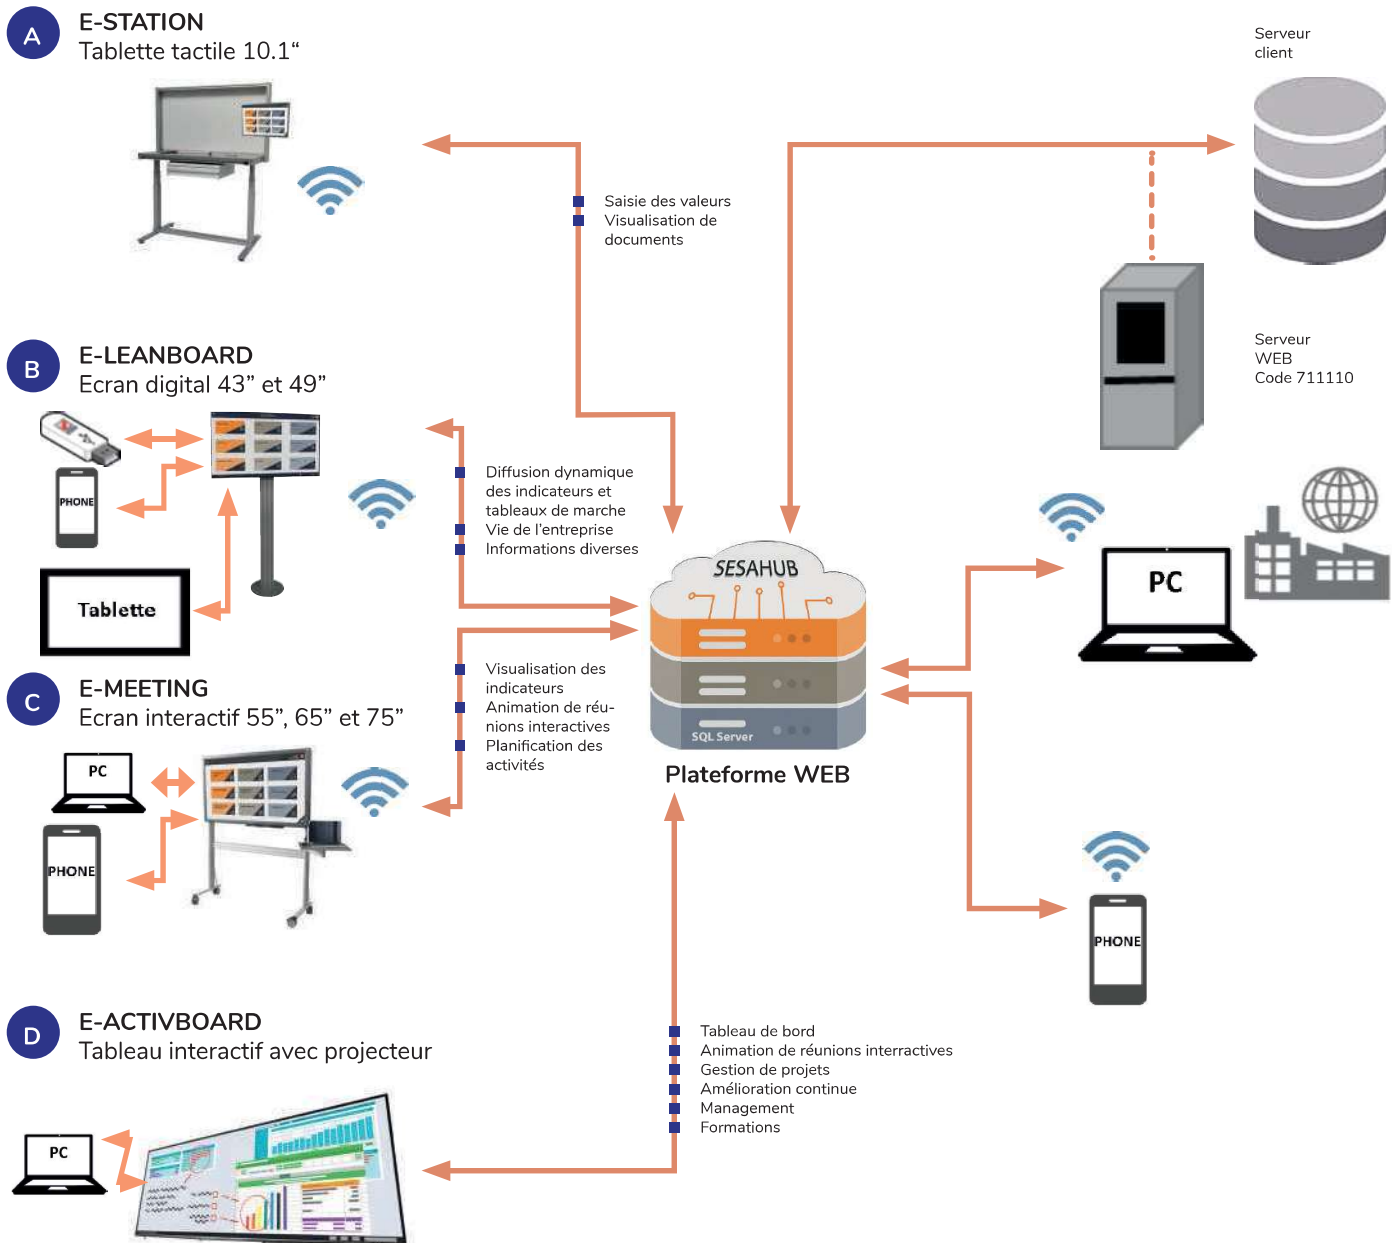 A
E-STATION
Tablette tactile 10.1“
Saisie des valeurs
Visualisation de
documents
Serveur
client
Serveur
WEB
Code 711110
B
E-LEANBOARD
Ecran digital 43” et 49”
PHONE
Tablette
Diffusion dynamique
des indicateurs et
tableaux de marche
Vie de l’entreprise
Informations diverses
SESAHUB
SQL Server
Plateforme WEB
PC
C
E-MEETING
Ecran interactif 55”, 65” et 75”
PC
PHONE
Visualisation des
indicateurs
Animation de réu-
nions interactives
Planification des
activités
PHONE
D
E-ACTIVBOARD
Tableau interactif avec projecteur
PC
Tableau de bord
Animation de réunions interractives
Gestion de projets
Amélioration continue
Management
Formations